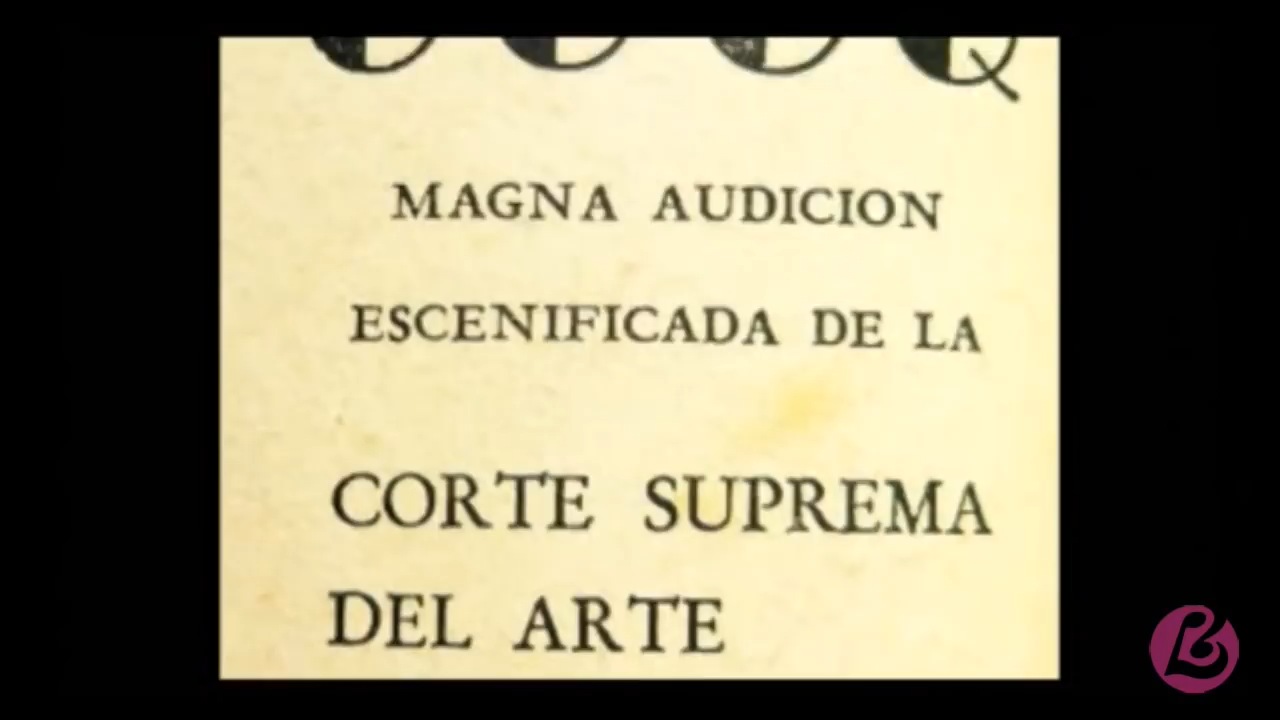 MAGNA AUDICION
ESCENIFICADA DE LA
CORTE SUPREMA
DEL ARTE